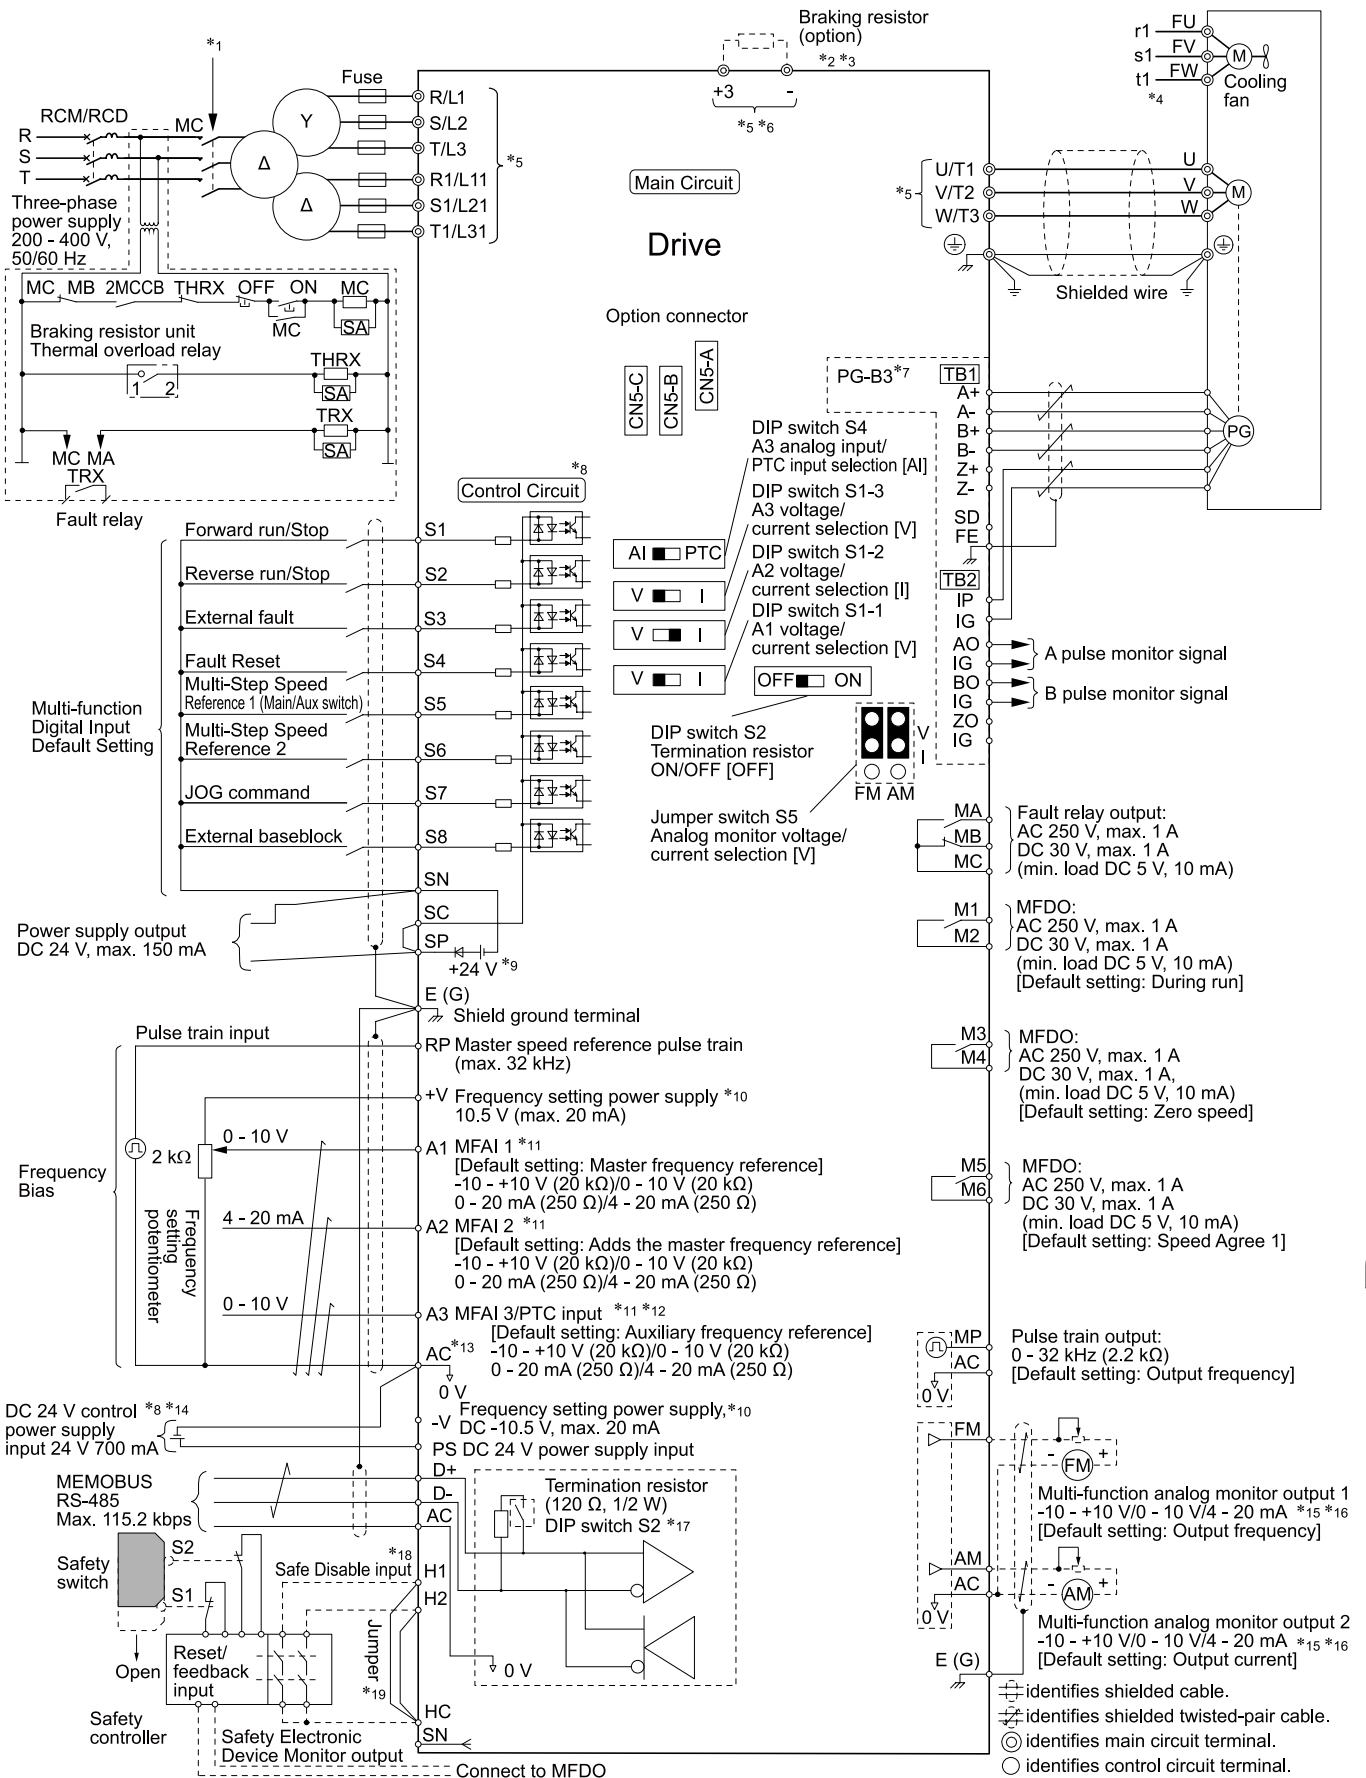 Braking resistor
(option)
*2 *3
+3 -
*5 *6
r1 FU
s1 FV
t1 FW
*4
M
Cooling
fan
*1
RCM/RCD
MC
Fuse
R
S
T
Y
Δ
Δ
R/L1
S/L2
T/L3
R1/L11
S1/L21
T1/L31
*5
Three-phase
power supply
200 - 400 V,
50/60 Hz
Main Circuit
Drive
*5
U/T1
V/T2
W/T3
U
V
W
M
Shielded wire
MC MB 2MCCB THRX OFF ON MC
MC
SA
Braking resistor unit
Thermal overload relay
1 2
THRX
SA
TRX
SA
MC MA
TRX
Fault relay
Option connector
CN5-C
CN5-B
CN5-A
PG-B3*7
TB1
A+
A-
B+
B-
Z+
Z-
SD
FE
PG
TB2
IP
IG
AO
IG
BO
IG
ZO
IG
A pulse monitor signal
B pulse monitor signal
DIP switch S4
A3 analog input/
PTC input selection [AI]
DIP switch S1-3
A3 voltage/
current selection [V]
DIP switch S1-2
A2 voltage/
current selection [I]
DIP switch S1-1
A1 voltage/
current selection [V]
AI PTC
V I
V I
V I
OFF ON
DIP switch S2
Termination resistor
ON/OFF [OFF]
V
I
FM AM
Jumper switch S5
Analog monitor voltage/
current selection [V]
*8
Control Circuit
Multi-function
Digital Input
Default Setting
Forward run/Stop
S1
Reverse run/Stop
S2
External fault
S3
Fault Reset
S4
Multi-Step Speed
Reference 1 (Main/Aux switch)
S5
Multi-Step Speed
Reference 2
S6
JOG command
S7
External baseblock
S8
SN
SC
SP
Power supply output
DC 24 V, max. 150 mA
+24 V *9
E (G)
Shield ground terminal
MA
MB
MC
Fault relay output:
AC 250 V, max. 1 A
DC 30 V, max. 1 A
(min. load DC 5 V, 10 mA)
M1
M2
MFDO:
AC 250 V, max. 1 A
DC 30 V, max. 1 A
(min. load DC 5 V, 10 mA)
[Default setting: During run]
M3
M4
MFDO:
AC 250 V, max. 1 A
DC 30 V, max. 1 A,
(min. load DC 5 V, 10 mA)
[Default setting: Zero speed]
M5
M6
MFDO:
AC 250 V, max. 1 A
DC 30 V, max. 1 A
(min. load DC 5 V, 10 mA)
[Default setting: Speed Agree 1]
Pulse train input
RP Master speed reference pulse train
(max. 32 kHz)
+V Frequency setting power supply *10
10.5 V (max. 20 mA)
Frequency
Bias
2 kΩ
Frequency
setting
potentiometer
0 - 10 V
A1 MFAI 1 *11
[Default setting: Master frequency reference]
-10 - +10 V (20 kΩ)/0 - 10 V (20 kΩ)
0 - 20 mA (250 Ω)/4 - 20 mA (250 Ω)
4 - 20 mA
A2 MFAI 2 *11
[Default setting: Adds the master frequency reference]
-10 - +10 V (20 kΩ)/0 - 10 V (20 kΩ)
0 - 20 mA (250 Ω)/4 - 20 mA (250 Ω)
0 - 10 V
A3 MFAI 3/PTC input *11 *12
[Default setting: Auxiliary frequency reference]
-10 - +10 V (20 kΩ)/0 - 10 V (20 kΩ)
0 - 20 mA (250 Ω)/4 - 20 mA (250 Ω)
AC*13
0 V
-V Frequency setting power supply,*10
DC -10.5 V, max. 20 mA
DC 24 V control *8 *14
power supply
input 24 V 700 mA
PS DC 24 V power supply input
MP
AC
0 V
Pulse train output:
0 - 32 kHz (2.2 kΩ)
[Default setting: Output frequency]
FM
- +
FM
Multi-function analog monitor output 1
-10 - +10 V/0 - 10 V/4 - 20 mA *15 *16
[Default setting: Output frequency]
AM
AC
0 V
- +
AM
Multi-function analog monitor output 2
-10 - +10 V/0 - 10 V/4 - 20 mA *15 *16
[Default setting: Output current]
E (G)
MEMOBUS
RS-485
Max. 115.2 kbps
D+
D-
AC
Termination resistor
(120 Ω, 1/2 W)
DIP switch S2 *17
0 V
Safety
switch
S2
S1
Open
*18
Safe Disable input
H1
H2
Jumper
*19
HC
SN
Reset/
feedback
input
Safety
controller
Safety Electronic
Device Monitor output
Connect to MFDO
identifies shielded cable.
identifies shielded twisted-pair cable.
identifies main circuit terminal.
identifies control circuit terminal.